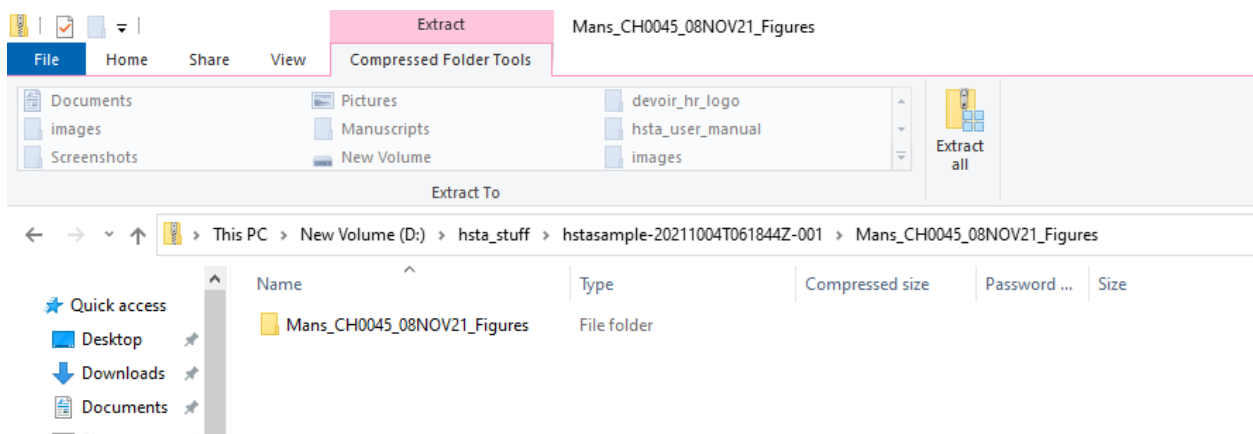 Extract
Mans_CH0045_08NOV21_Figures
File Home Share View Compressed Folder Tools
Documents Pictures devoir_hr_logo
images Manuscripts hsta_user_manual
Screenshots New Volume images
Extract all
Extract To
This PC > New Volume (D:) > hsta_stuff > hstasample-20211004T061844Z-001 > Mans_CH0045_08NOV21_Figures
Name Type Compressed size Password ... Size
Quick access
Mans_CH0045_08NOV21_Figures File folder
Desktop
Downloads
Documents